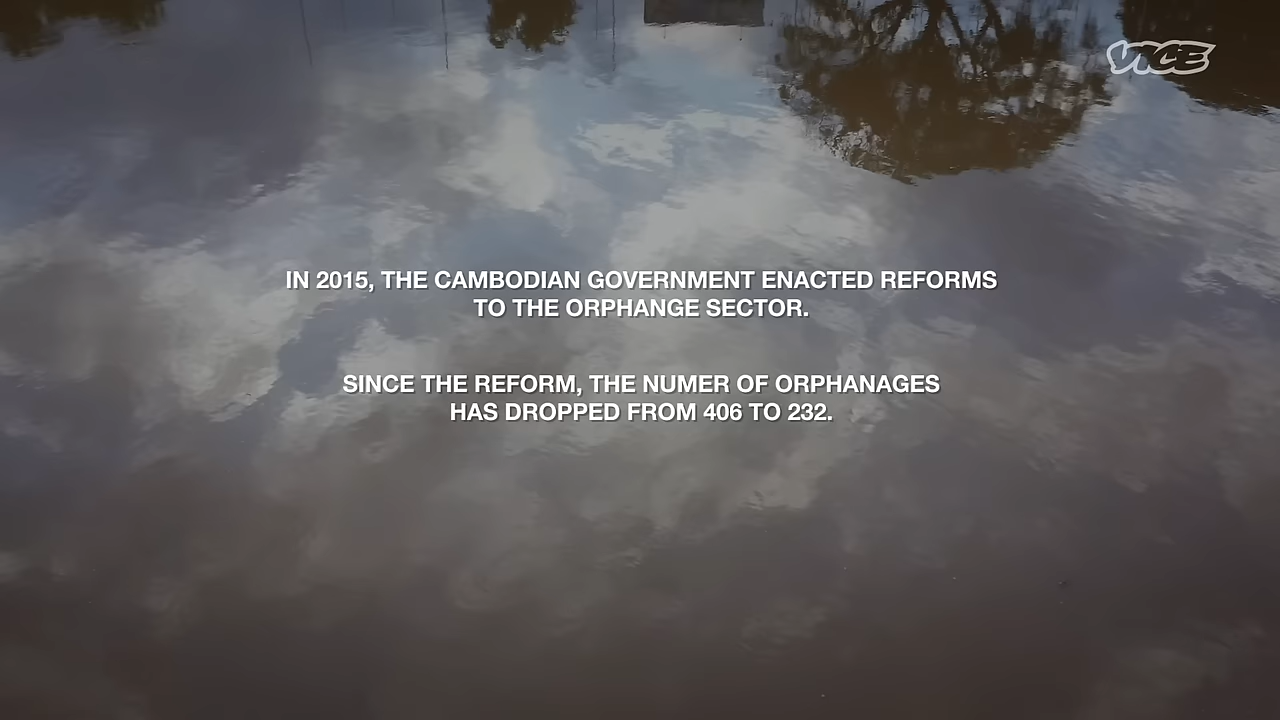 VICE
IN 2015, THE CAMBODIAN GOVERNMENT ENACTED REFORMS
TO THE ORPHANGE SECTOR.
SINCE THE REFORM, THE NUMER OF ORPHANAGES
HAS DROPPED FROM 406 TO 232.